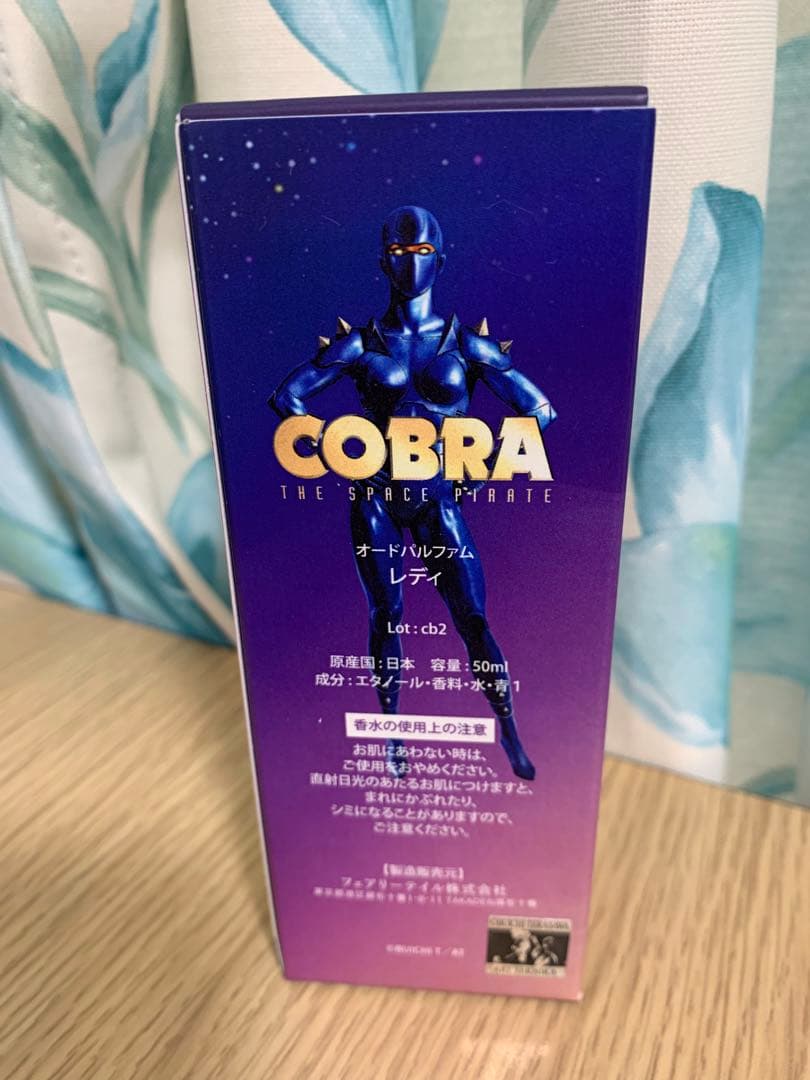 COBRA
THE SPACE PIRATE
オードパルファム
レディ
Lot : cb2
原産国 : 日本　容量 : 50ml
成分 : エタノール・香料・水・青1
香水の使用上の注意
お肌にあわない時は、
ご使用をおやめください。
直射日光のあたるお肌につけますと、
まれにかぶれたり、
シミになることがありますので、
ご注意ください。
【製造販売元】
フェアリーテイル株式会社